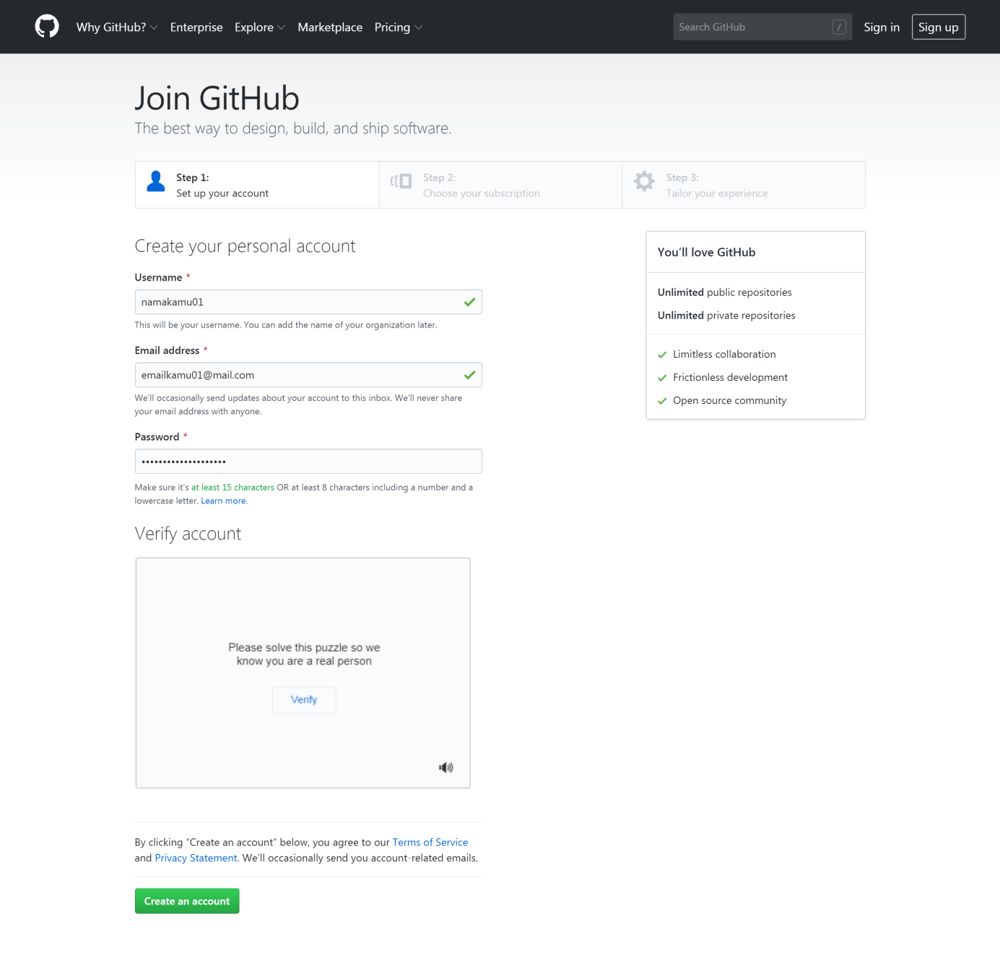 Why GitHub? Enterprise Explore Marketplace Pricing Search GitHub / Sign in Sign up
Join GitHub
The best way to design, build, and ship software.
Step 1:
Set up your account
Step 2:
Choose your subscription
Step 3:
Tailor your experience
Create your personal account
Username *
namakamu01
This will be your username. You can add the name of your organization later.
Email address *
emailkamu01@mail.com
We'll occasionally send updates about your account to this inbox. We'll never share
your email address with anyone.
Password *
••••••••••••••••••••
Make sure it's at least 15 characters OR at least 8 characters including a number and a
lowercase letter. Learn more.
You'll love GitHub
Unlimited public repositories
Unlimited private repositories
Limitless collaboration
Frictionless development
Open source community
Verify account
Please solve this puzzle so we
know you are a real person
Verify
By clicking "Create an account" below, you agree to our Terms of Service
and Privacy Statement. We'll occasionally send you account-related emails.
Create an account